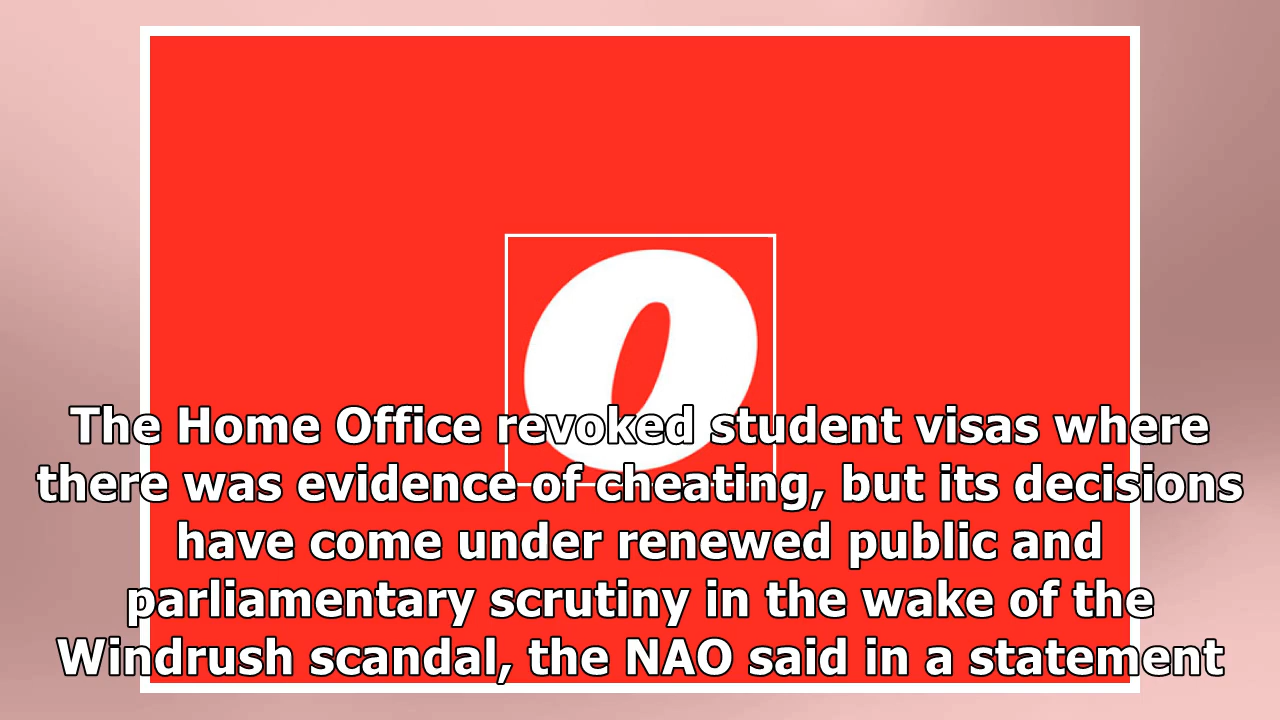 o
The Home Office revoked student visas where
there was evidence of cheating, but its decisions
have come under renewed public and
parliamentary scrutiny in the wake of the
Windrush scandal, the NAO said in a statement